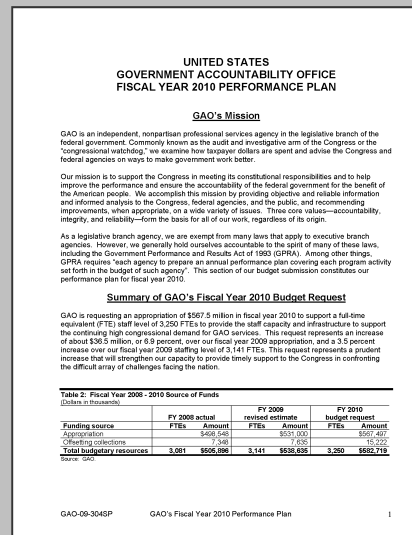 UNITED STATES
GOVERNMENT ACCOUNTABILITY OFFICE
FISCAL YEAR 2010 PERFORMANCE PLAN
GAO's Mission
GAO is an independent, nonpartisan professional services agency in the legislative branch of the
federal government. Commonly known as the audit and investigative arm of the Congress or the
"congressional watchdog," we examine how taxpayer dollars are spent and advise the Congress and
federal agencies on ways to make government work better.
Our mission is to support the Congress in meeting its constitutional responsibilities and to help
improve the performance and ensure the accountability of the federal government for the benefit of
the American people. We accomplish this mission by providing objective and reliable information
and informed analysis to the Congress, federal agencies, and the public, and recommending
improvements, when appropriate, on a wide variety of issues. Three core values—accountability,
integrity, and reliability—form the basis for all of our work, regardless of its origin.
As a legislative branch agency, we are exempt from many laws that apply to executive branch
agencies. However, we generally hold ourselves accountable to the spirit of many of these laws,
including the Government Performance and Results Act of 1993 (GPRA). Among other things,
GPRA requires "each agency to prepare an annual performance plan covering each program activity
set forth in the budget of such agency". This section of our budget submission constitutes our
performance plan for fiscal year 2010.
Summary of GAO's Fiscal Year 2010 Budget Request
GAO is requesting an appropriation of $567.5 million in fiscal year 2010 to support a full-time
equivalent (FTE) staff level of 3,250 FTEs to provide the staff capacity and infrastructure to support
the continuing high congressional demand for GAO services. This request represents an increase
of about $36.5 million, or 6.9 percent, over our fiscal year 2009 appropriation, and a 3.5 percent
increase over our fiscal year 2009 staffing level of 3,141 FTEs. This request represents a prudent
increase that will strengthen our capacity to provide timely support to the Congress in confronting
the difficult array of challenges facing the nation.
Table 2: Fiscal Year 2008 - 2010 Source of Funds
(Dollars in thousands)
FY 2008 actual FY 2009 revised estimate FY 2010 budget request
Funding source FTEs Amount FTEs Amount FTEs Amount
Appropriation $498,548 $531,000 $567,497
Offsetting collections 7,348 7,635 15,222
Total budgetary resources 3,081 $505,896 3,141 $538,635 3,250 $582,719
Source: GAO.
GAO-09-304SP GAO's Fiscal Year 2010 Performance Plan 1